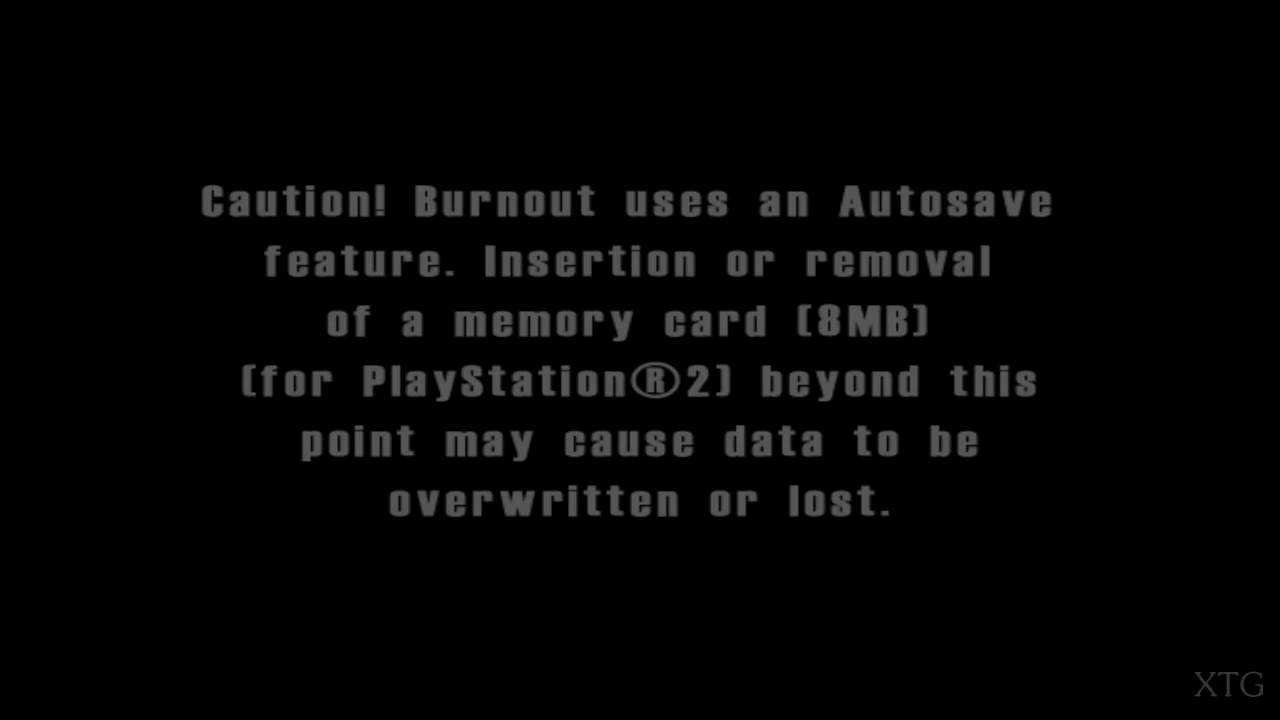 Caution! Burnout uses an Autosave
feature. Insertion or removal
of a memory card (8MB)
(for PlayStation®2) beyond this
point may cause data to be
overwritten or lost.
XTG